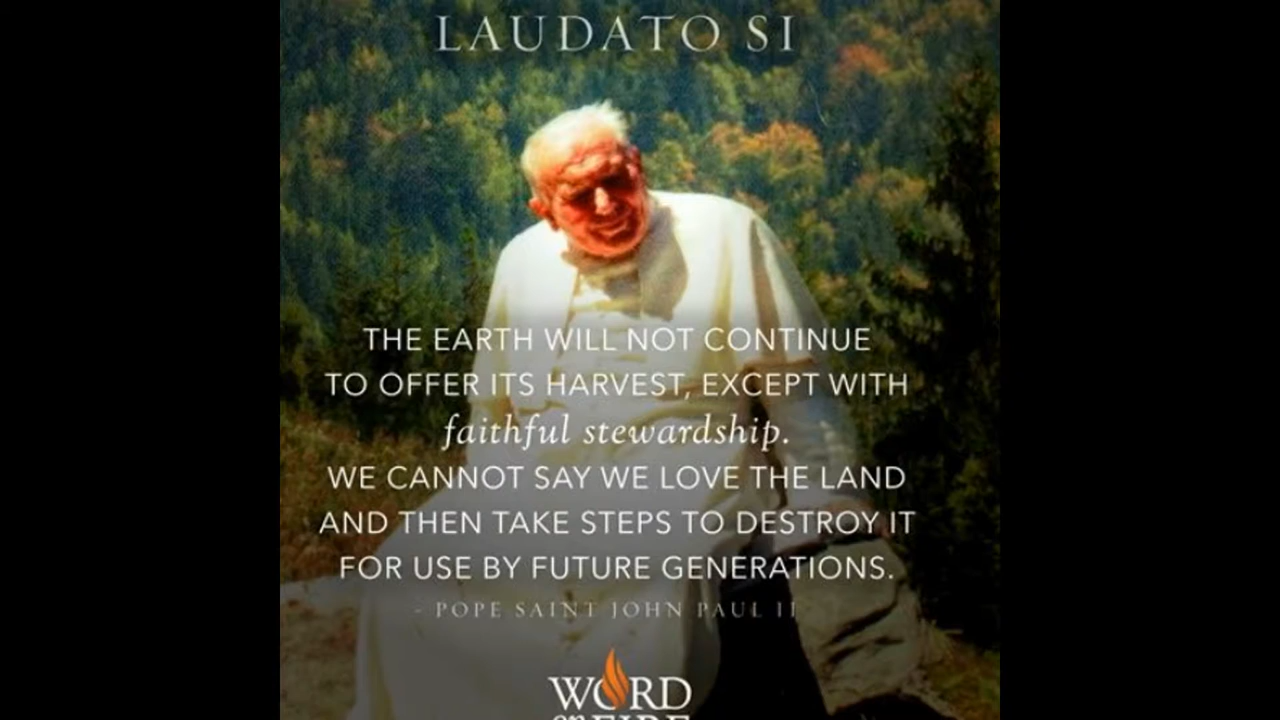 LAUDATO SI
THE EARTH WILL NOT CONTINUE
TO OFFER ITS HARVEST, EXCEPT WITH
faithful stewardship.
WE CANNOT SAY WE LOVE THE LAND
AND THEN TAKE STEPS TO DESTROY IT
FOR USE BY FUTURE GENERATIONS.
- POPE SAINT JOHN PAUL II
WORD
on FIRE